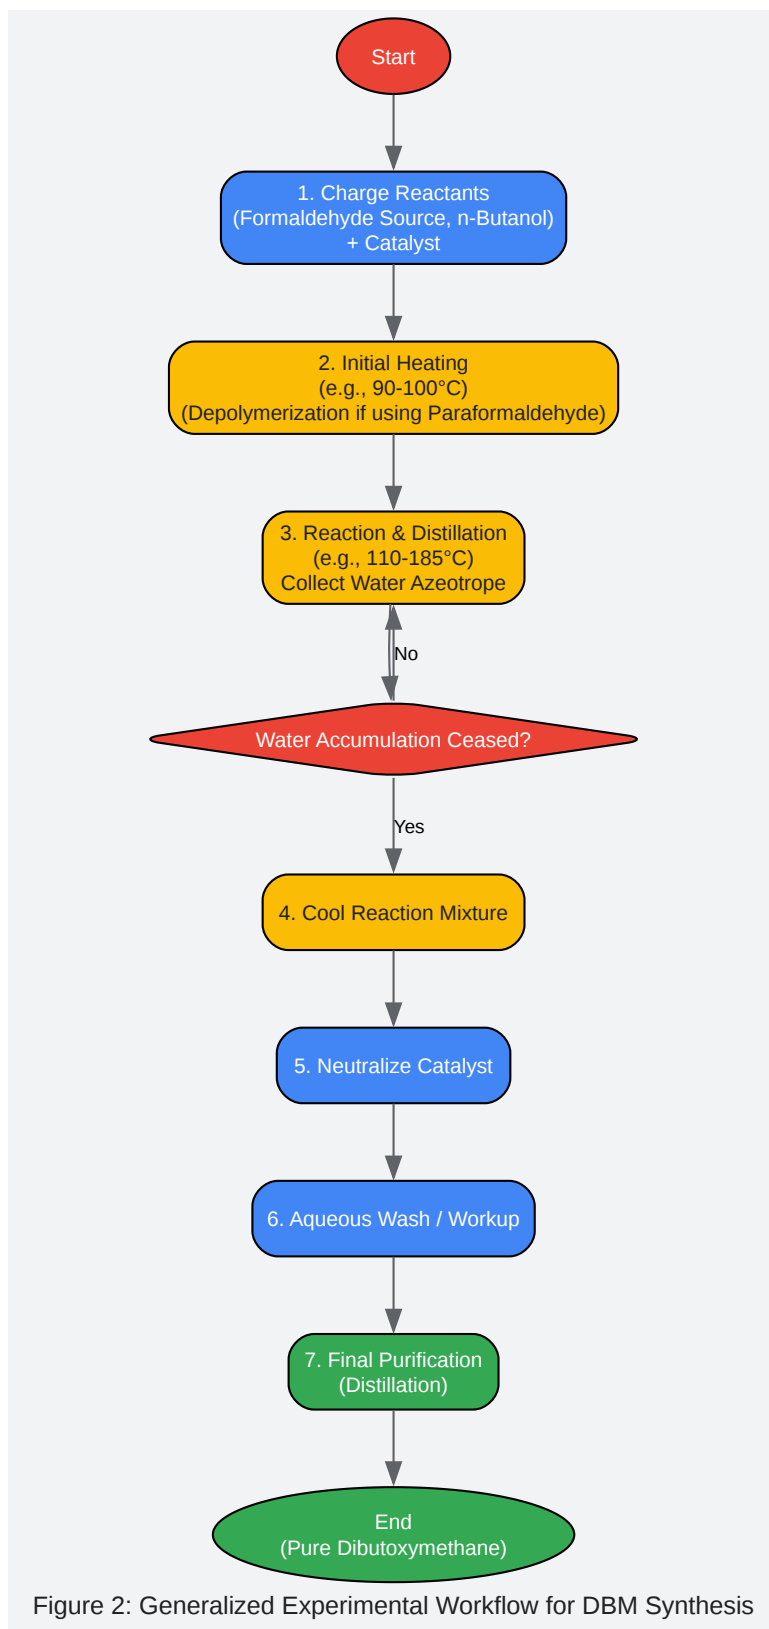 Start
1. Charge Reactants
(Formaldehyde Source, n-Butanol)
+ Catalyst
2. Initial Heating
(e.g., 90-100°C)
(Depolymerization if using Paraformaldehyde)
3. Reaction & Distillation
(e.g., 110-185°C)
Collect Water Azeotrope
No
Water Accumulation Ceased?
Yes
4. Cool Reaction Mixture
5. Neutralize Catalyst
6. Aqueous Wash / Workup
7. Final Purification
(Distillation)
End
(Pure Dibutoxymethane)
Figure 2: Generalized Experimental Workflow for DBM Synthesis